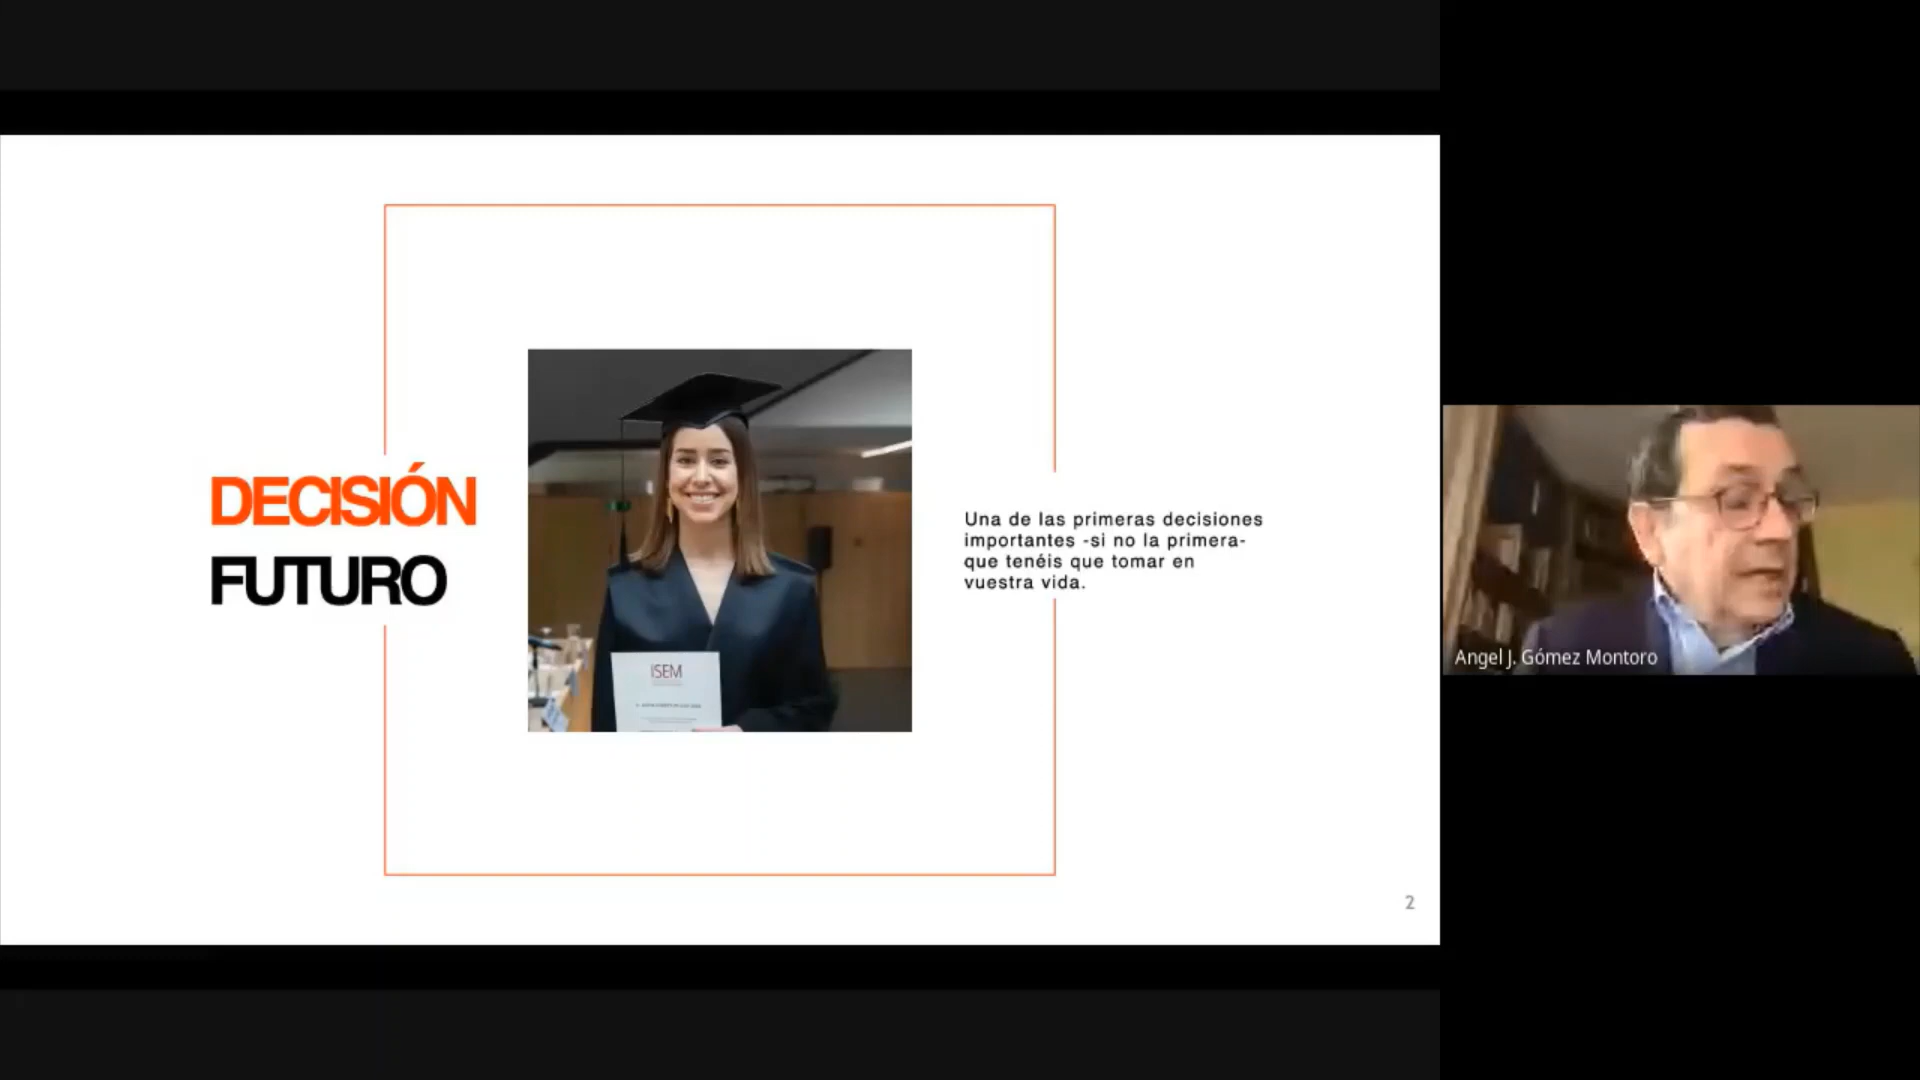 DECISIÓN
FUTURO
ISEM
Una de las primeras decisiones
importantes -si no la primera-
que tenéis que tomar en
vuestra vida.
2
Angel J. Gómez Montoro